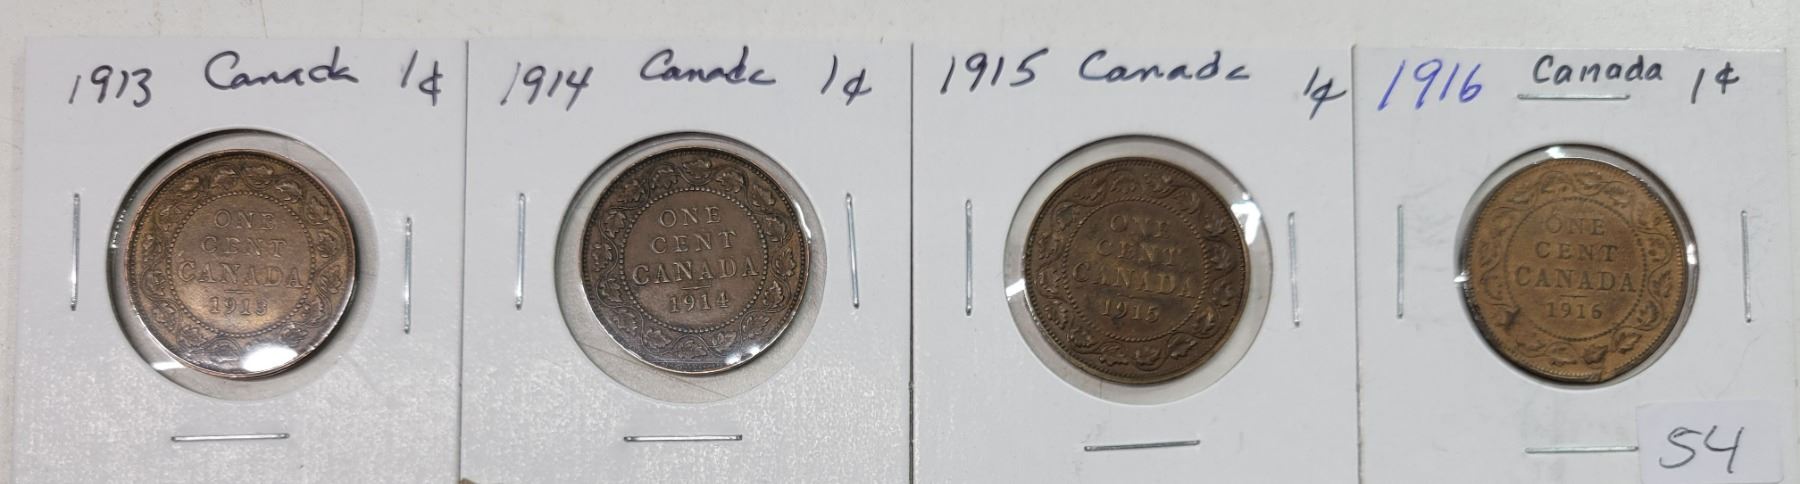 1913 Canada 1¢
ONE
CENT
CANADA
1913
1914 Canada 1¢
ONE
CENT
CANADA
1914
1915 Canada 1¢
ONE
CENT
CANADA
1915
1916 Canada 1¢
ONE
CENT
CANADA
1916
54